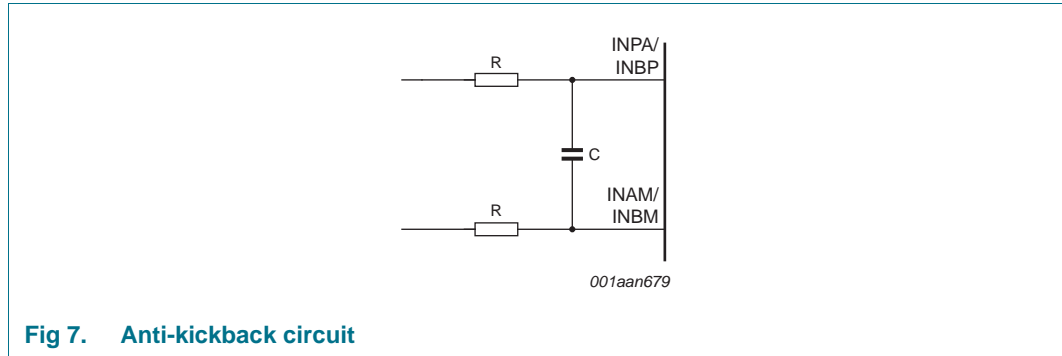 INPA/
INBP
R
C
INAM/
INBM
R
001aan679
Fig 7. Anti-kickback circuit